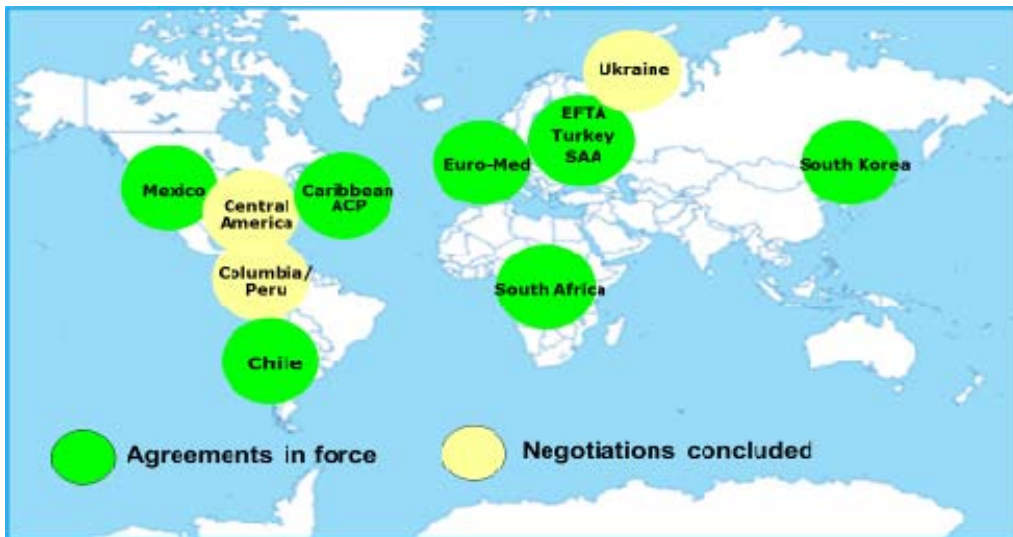 Ukraine
EFTA
Turkey
SAA
Euro-Med
South Korea
Mexico
Caribbean
ACP
Central
America
Columbia/
Peru
South Africa
Chile
Agreements in force
Negotiations concluded